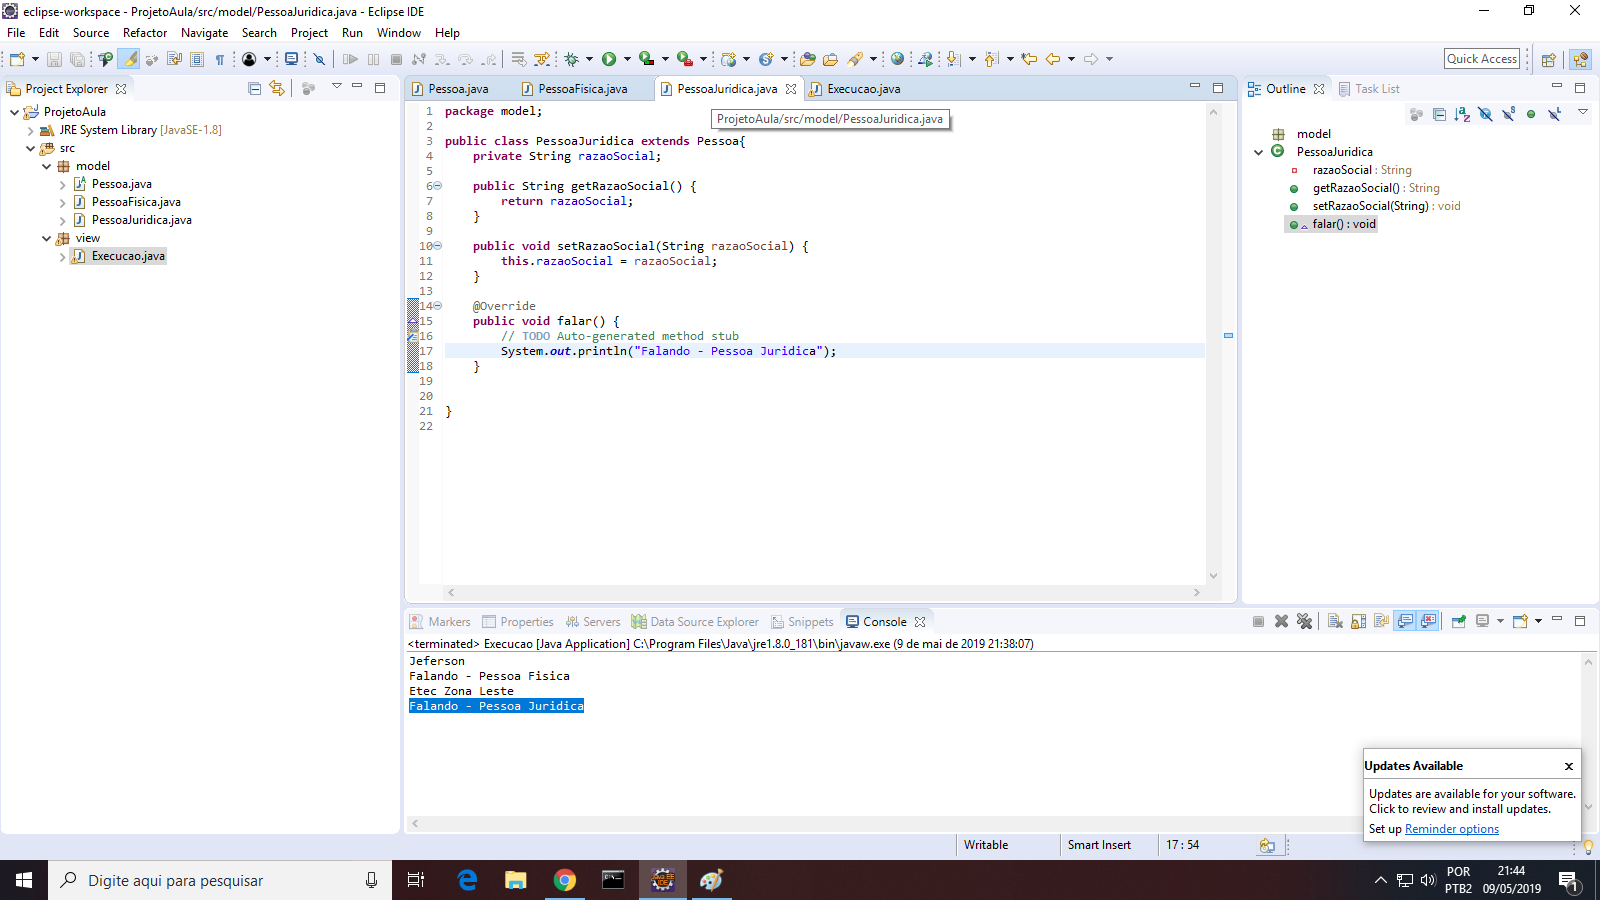 eclipse-workspace - ProjetoAula/src/model/PessoaJuridica.java - Eclipse IDE
File Edit Source Refactor Navigate Search Project Run Window Help
Quick Access
Project Explorer
ProjetoAula
JRE System Library [JavaSE-1.8]
src
model
Pessoa.java
PessoaFisica.java
PessoaJuridica.java
view
Execucao.java
Pessoa.java PessoaFisica.java PessoaJuridica.java Execucao.java
ProjetoAula/src/model/PessoaJuridica.java
1 package model;
2
3 public class PessoaJuridica extends Pessoa{
4 private String razaoSocial;
5
6 public String getRazaoSocial() {
7 return razaoSocial;
8 }
9
10 public void setRazaoSocial(String razaoSocial) {
11 this.razaoSocial = razaoSocial;
12 }
13
14 @Override
15 public void falar() {
16 // TODO Auto-generated method stub
17 System.out.println("Falando - Pessoa Juridica");
18 }
19
20
21 }
22
Outline Task List
model
PessoaJuridica
razaoSocial : String
getRazaoSocial() : String
setRazaoSocial(String) : void
falar() : void
Markers Properties Servers Data Source Explorer Snippets Console
<terminated> Execucao [Java Application] C:\Program Files\Java\jre1.8.0_181\bin\javaw.exe (9 de mai de 2019 21:38:07)
Jeferson
Falando - Pessoa Fisica
Etec Zona Leste
Falando - Pessoa Juridica
Updates Available
Updates are available for your software.
Click to review and install updates.
Set up Reminder options
Writable Smart Insert 17 : 54
Digite aqui para pesquisar
POR
PTB2
21:44
09/05/2019
1